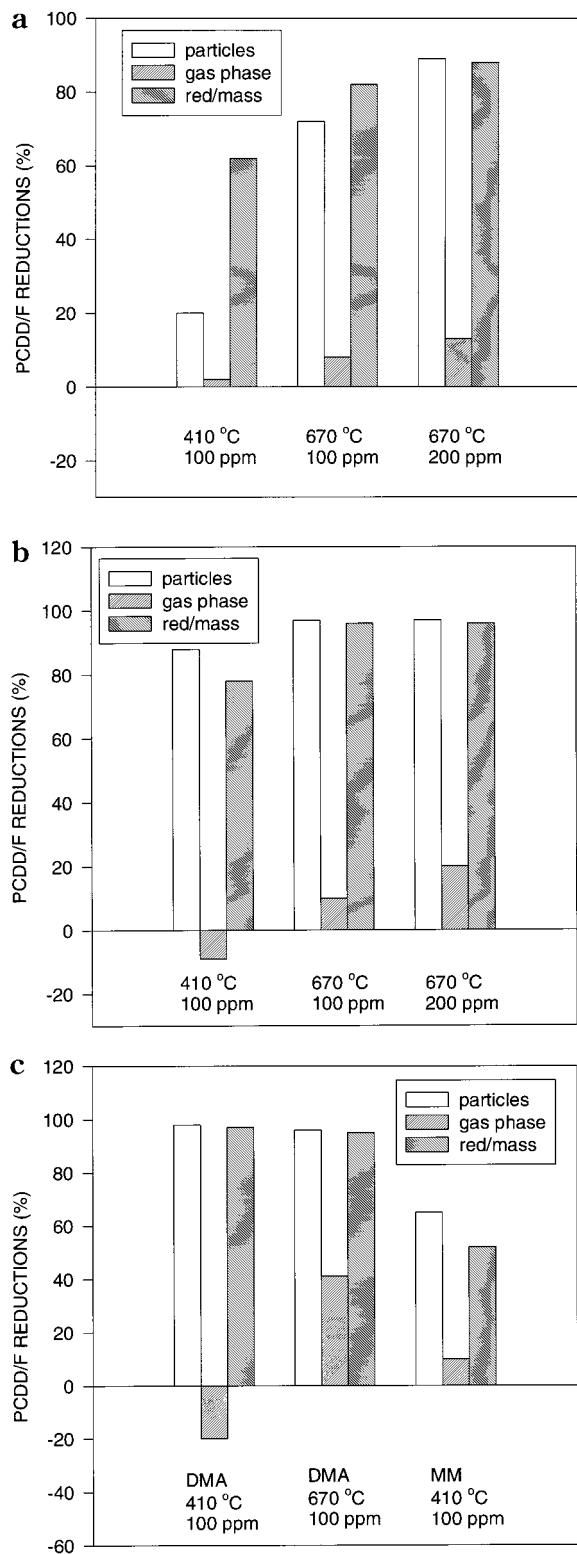 a
100
80
60
40
20
0
-20
PCDD/F REDUCTIONS (%)
particles
gas phase
red/mass
410 °C
100 ppm
670 °C
100 ppm
670 °C
200 ppm
b
120
100
80
60
40
20
0
-20
PCDD/F REDUCTIONS (%)
particles
gas phase
red/mass
410 °C
100 ppm
670 °C
100 ppm
670 °C
200 ppm
c
120
100
80
60
40
20
0
-20
-40
-60
PCDD/F REDUCTIONS (%)
particles
gas phase
red/mass
DMA
410 °C
100 ppm
DMA
670 °C
100 ppm
MM
410 °C
100 ppm